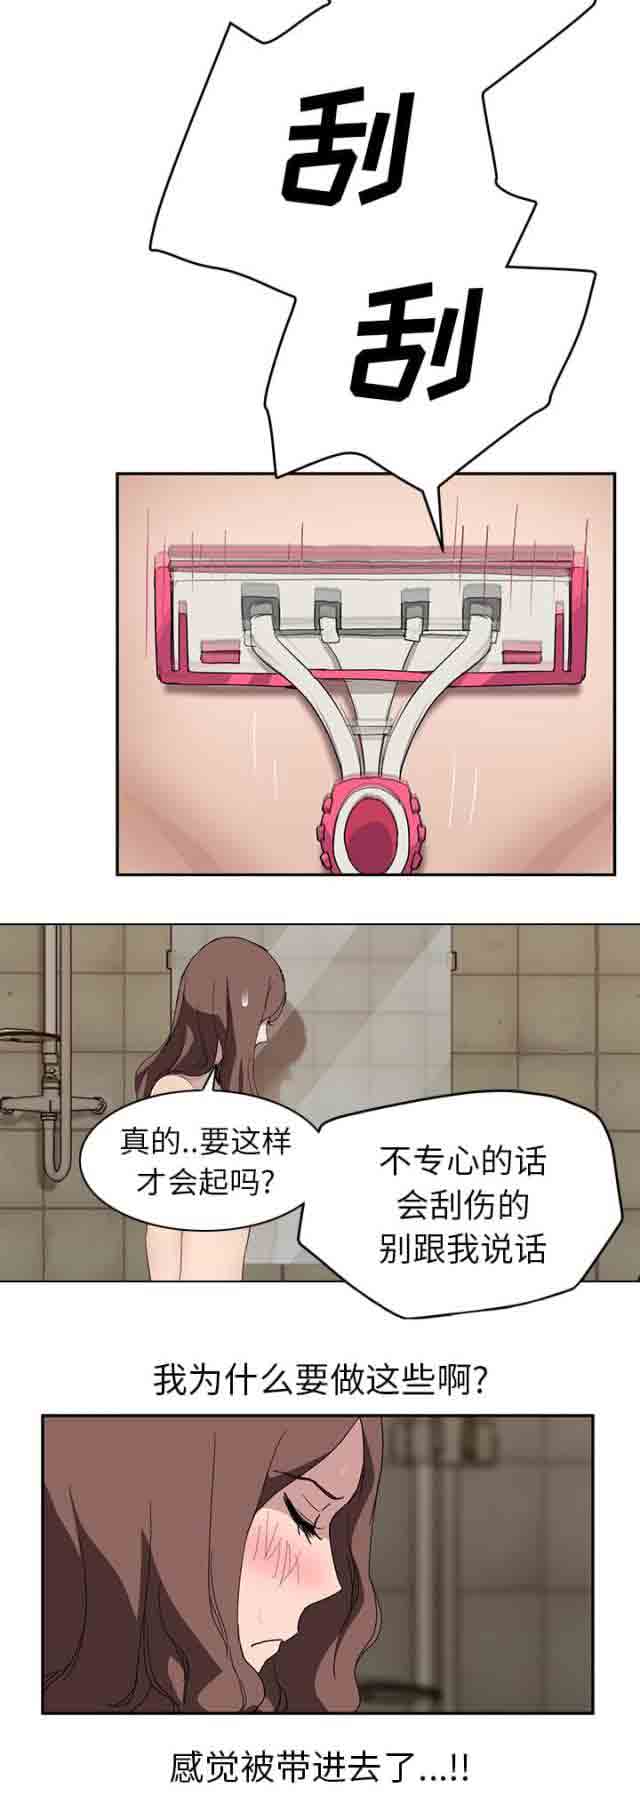 刮
刮
真的..要这样
才会起吗?
不专心的话
会刮伤的
别跟我说话
我为什么要做这些啊?
感觉被带进去了...!!